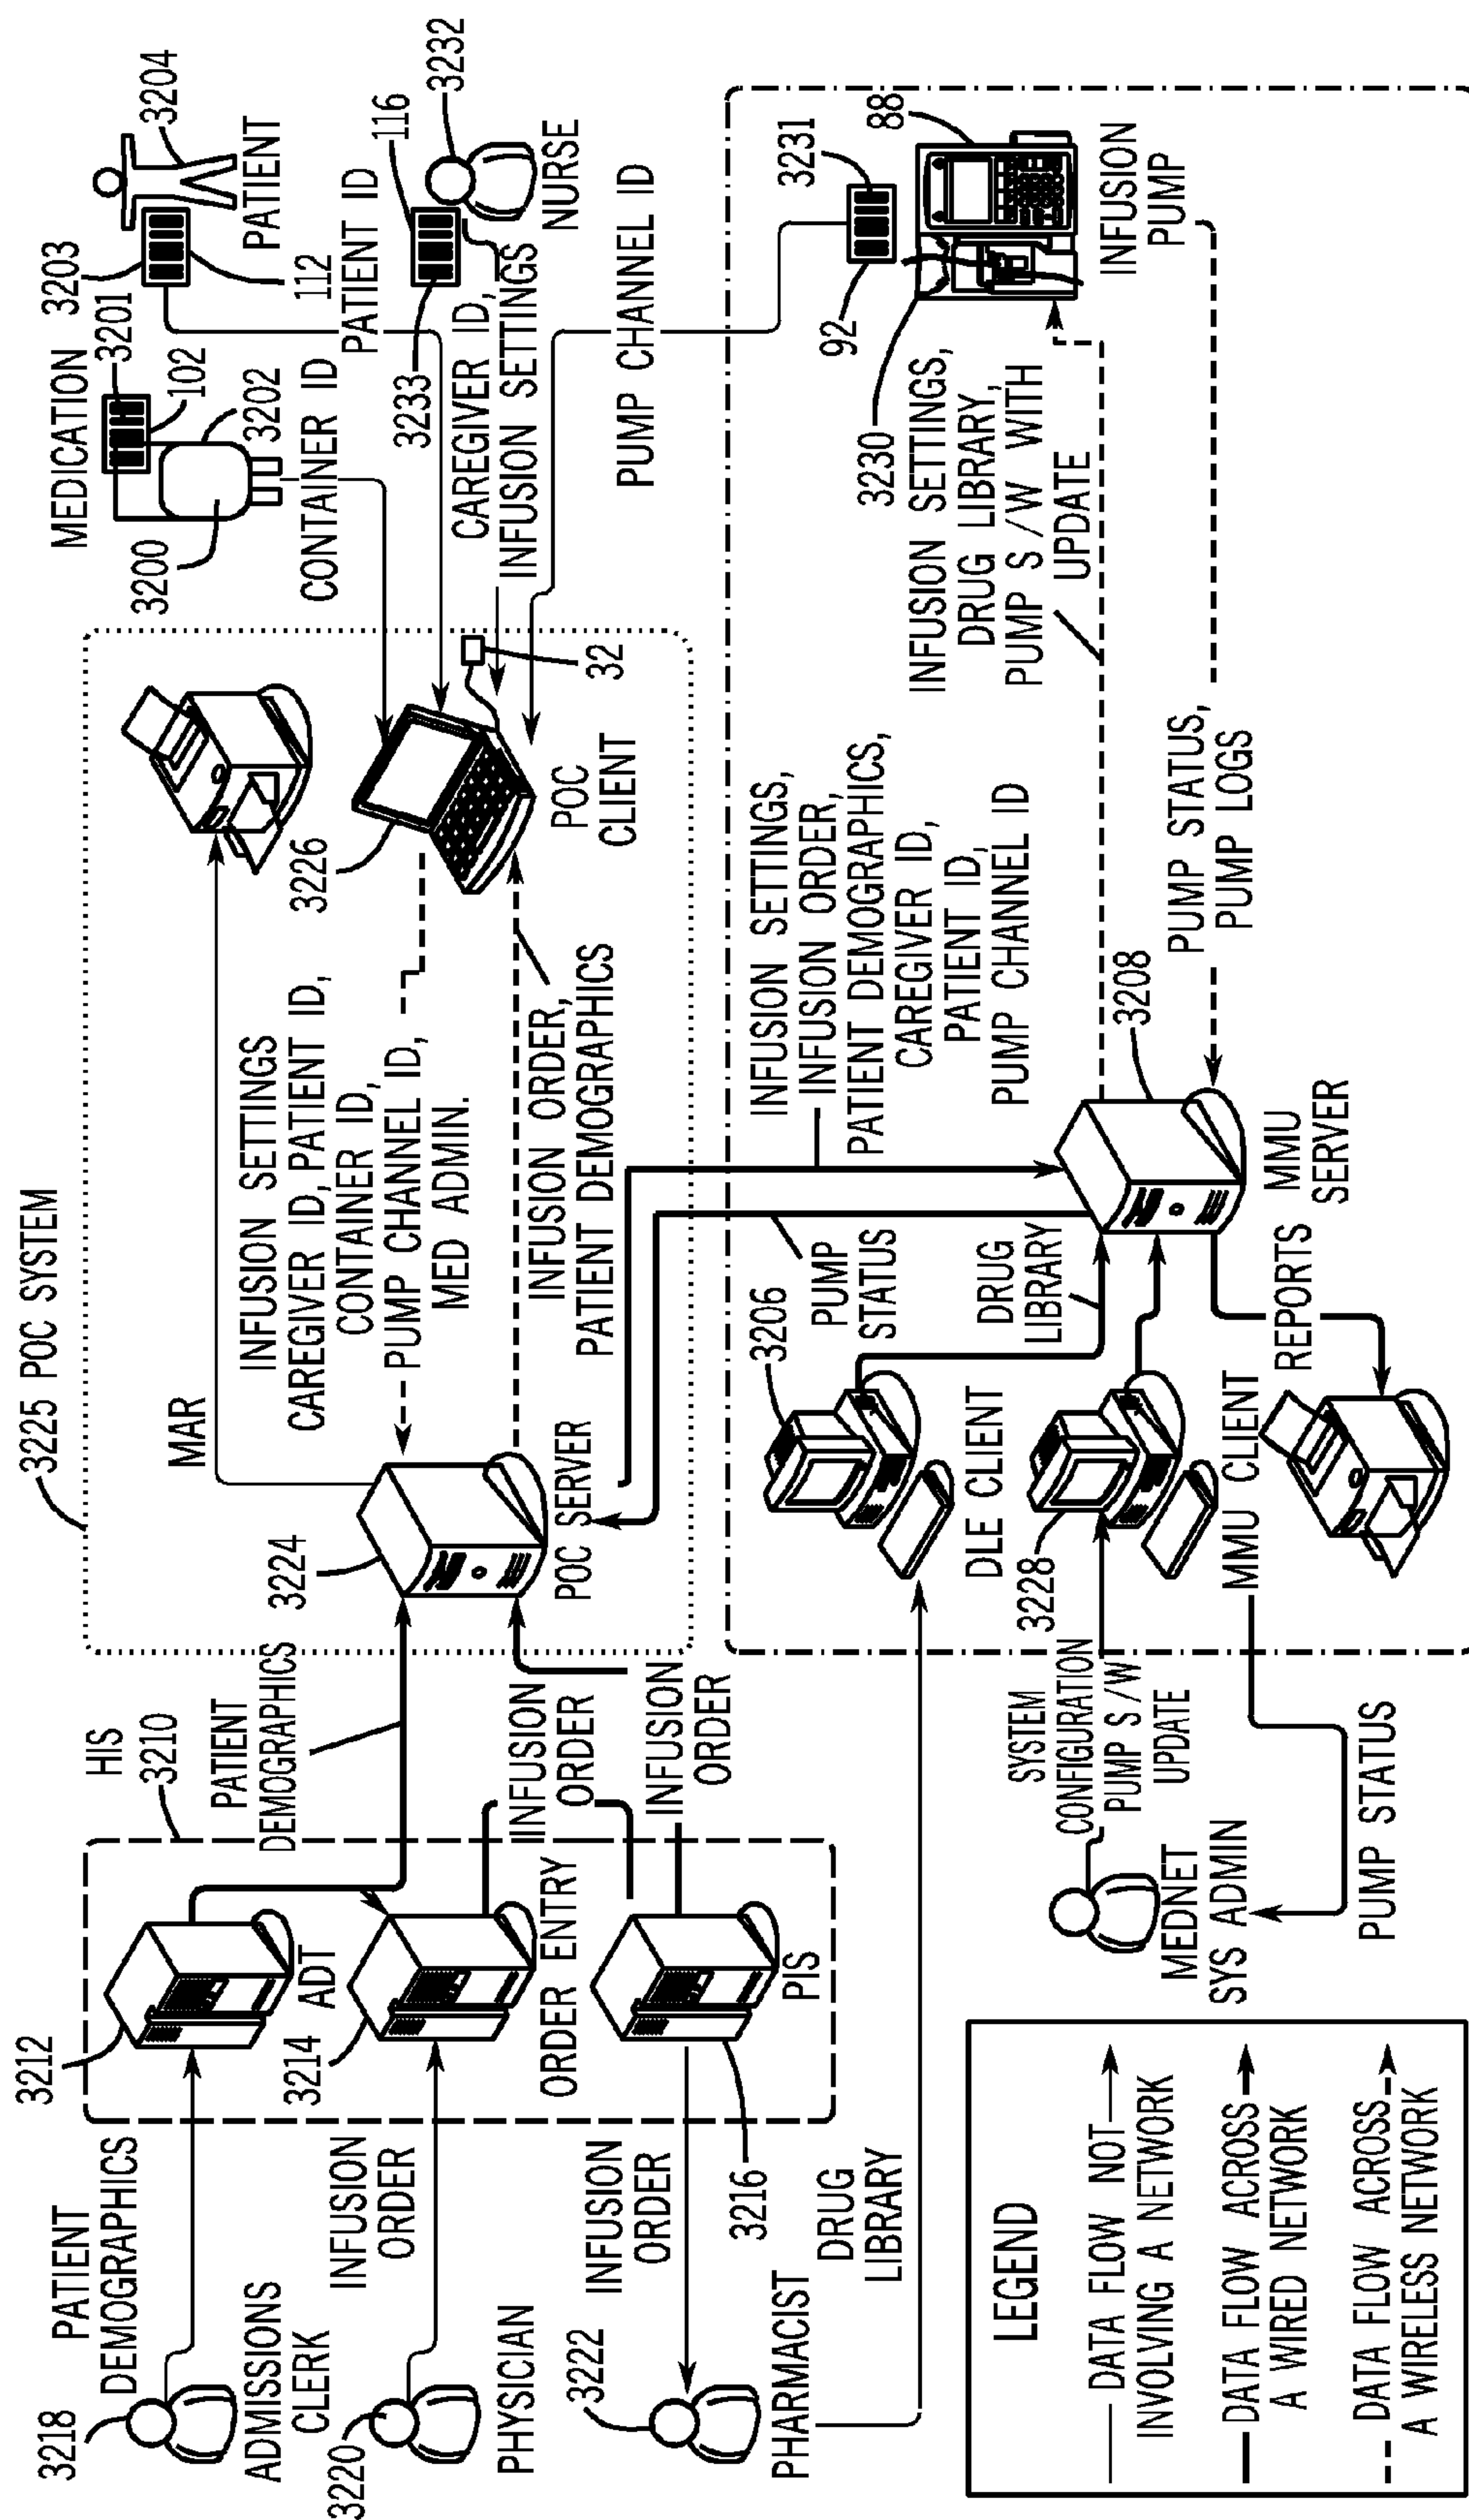 3225 POC SYSTEM
HIS
3210
3212
ADT
3214
ORDER ENTRY
PIS
3216
3218
PATIENT
DEMOGRAPHICS
ADMISSIONS
CLERK
3220
INFUSION
ORDER
PHYSICIAN
3222
INFUSION
ORDER
PHARMACIST
DRUG
LIBRARY
PATIENT
DEMOGRAPHICS
INFUSION
ORDER
INFUSION
ORDER
3224
MAR
POC SERVER
INFUSION SETTINGS
CAREGIVER ID, PATIENT ID,
CONTAINER ID,
PUMP CHANNEL ID,
MED ADMIN.
INFUSION ORDER,
PATIENT DEMOGRAPHICS
3226
POC
CLIENT
32
MEDICATION
3201
102
3202
3200
CONTAINER ID
3203
3204
PATIENT
112
PATIENT ID
116
3232
NURSE
3233
CAREGIVER ID,
INFUSION SETTINGS
PUMP CHANNEL ID
3231
88
92
3230
INFUSION
PUMP
INFUSION SETTINGS,
DRUG LIBRARY,
PUMP S/W WITH
UPDATE
INFUSION SETTINGS,
INFUSION ORDER,
PATIENT DEMOGRAPHICS,
CAREGIVER ID,
PATIENT ID,
PUMP CHANNEL ID
PUMP STATUS,
PUMP LOGS
3208
MMU
SERVER
PUMP
STATUS
DRUG
LIBRARY
3206
DLE CLIENT
3228
MMU CLIENT
REPORTS
SYSTEM
CONFIGURATION
PUMP S/W
UPDATE
MEDNET
SYS ADMIN
PUMP STATUS
LEGEND
DATA FLOW NOT
INVOLVING A NETWORK
DATA FLOW ACROSS
A WIRED NETWORK
DATA FLOW ACROSS
A WIRELESS NETWORK